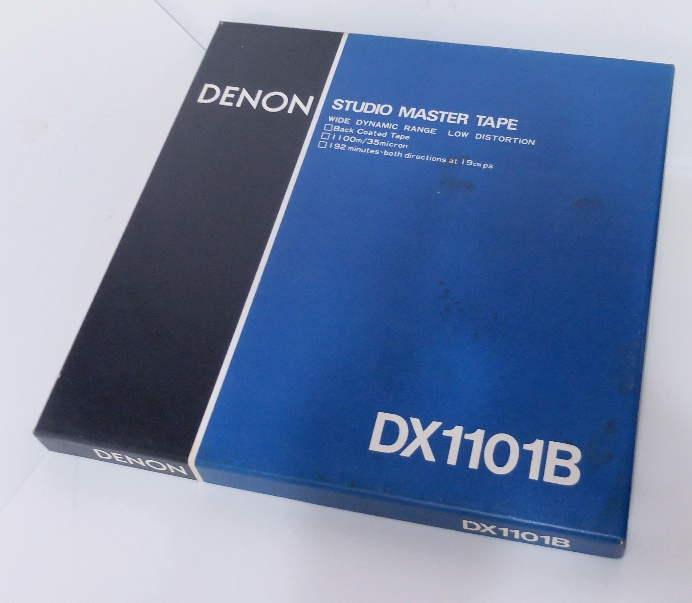 DENON
STUDIO MASTER TAPE
WIDE DYNAMIC RANGE LOW DISTORTION
□Back Coated Tape
□1100m/35micron
□192 minutes-both directions at 19cmps
DX1101B
DENON
DX1101B